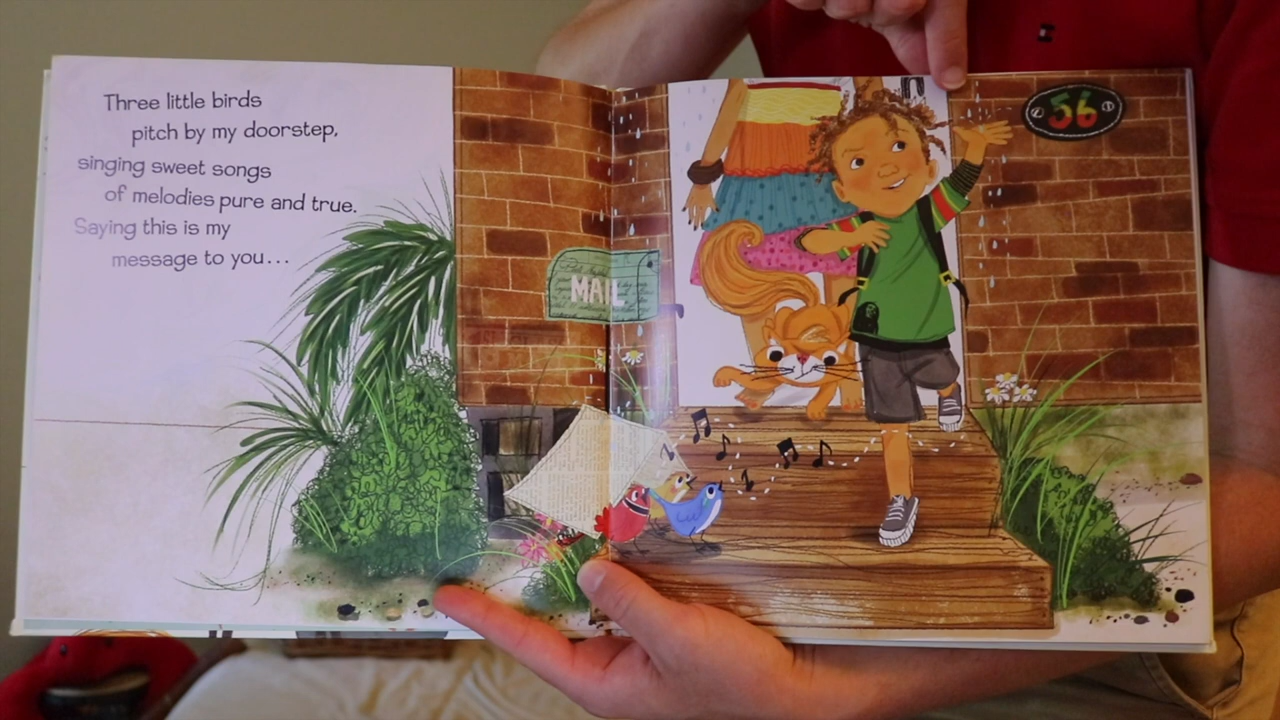 Three little birds
pitch by my doorstep,
singing sweet songs
of melodies pure and true.
Saying this is my
message to you...
MAIL
56